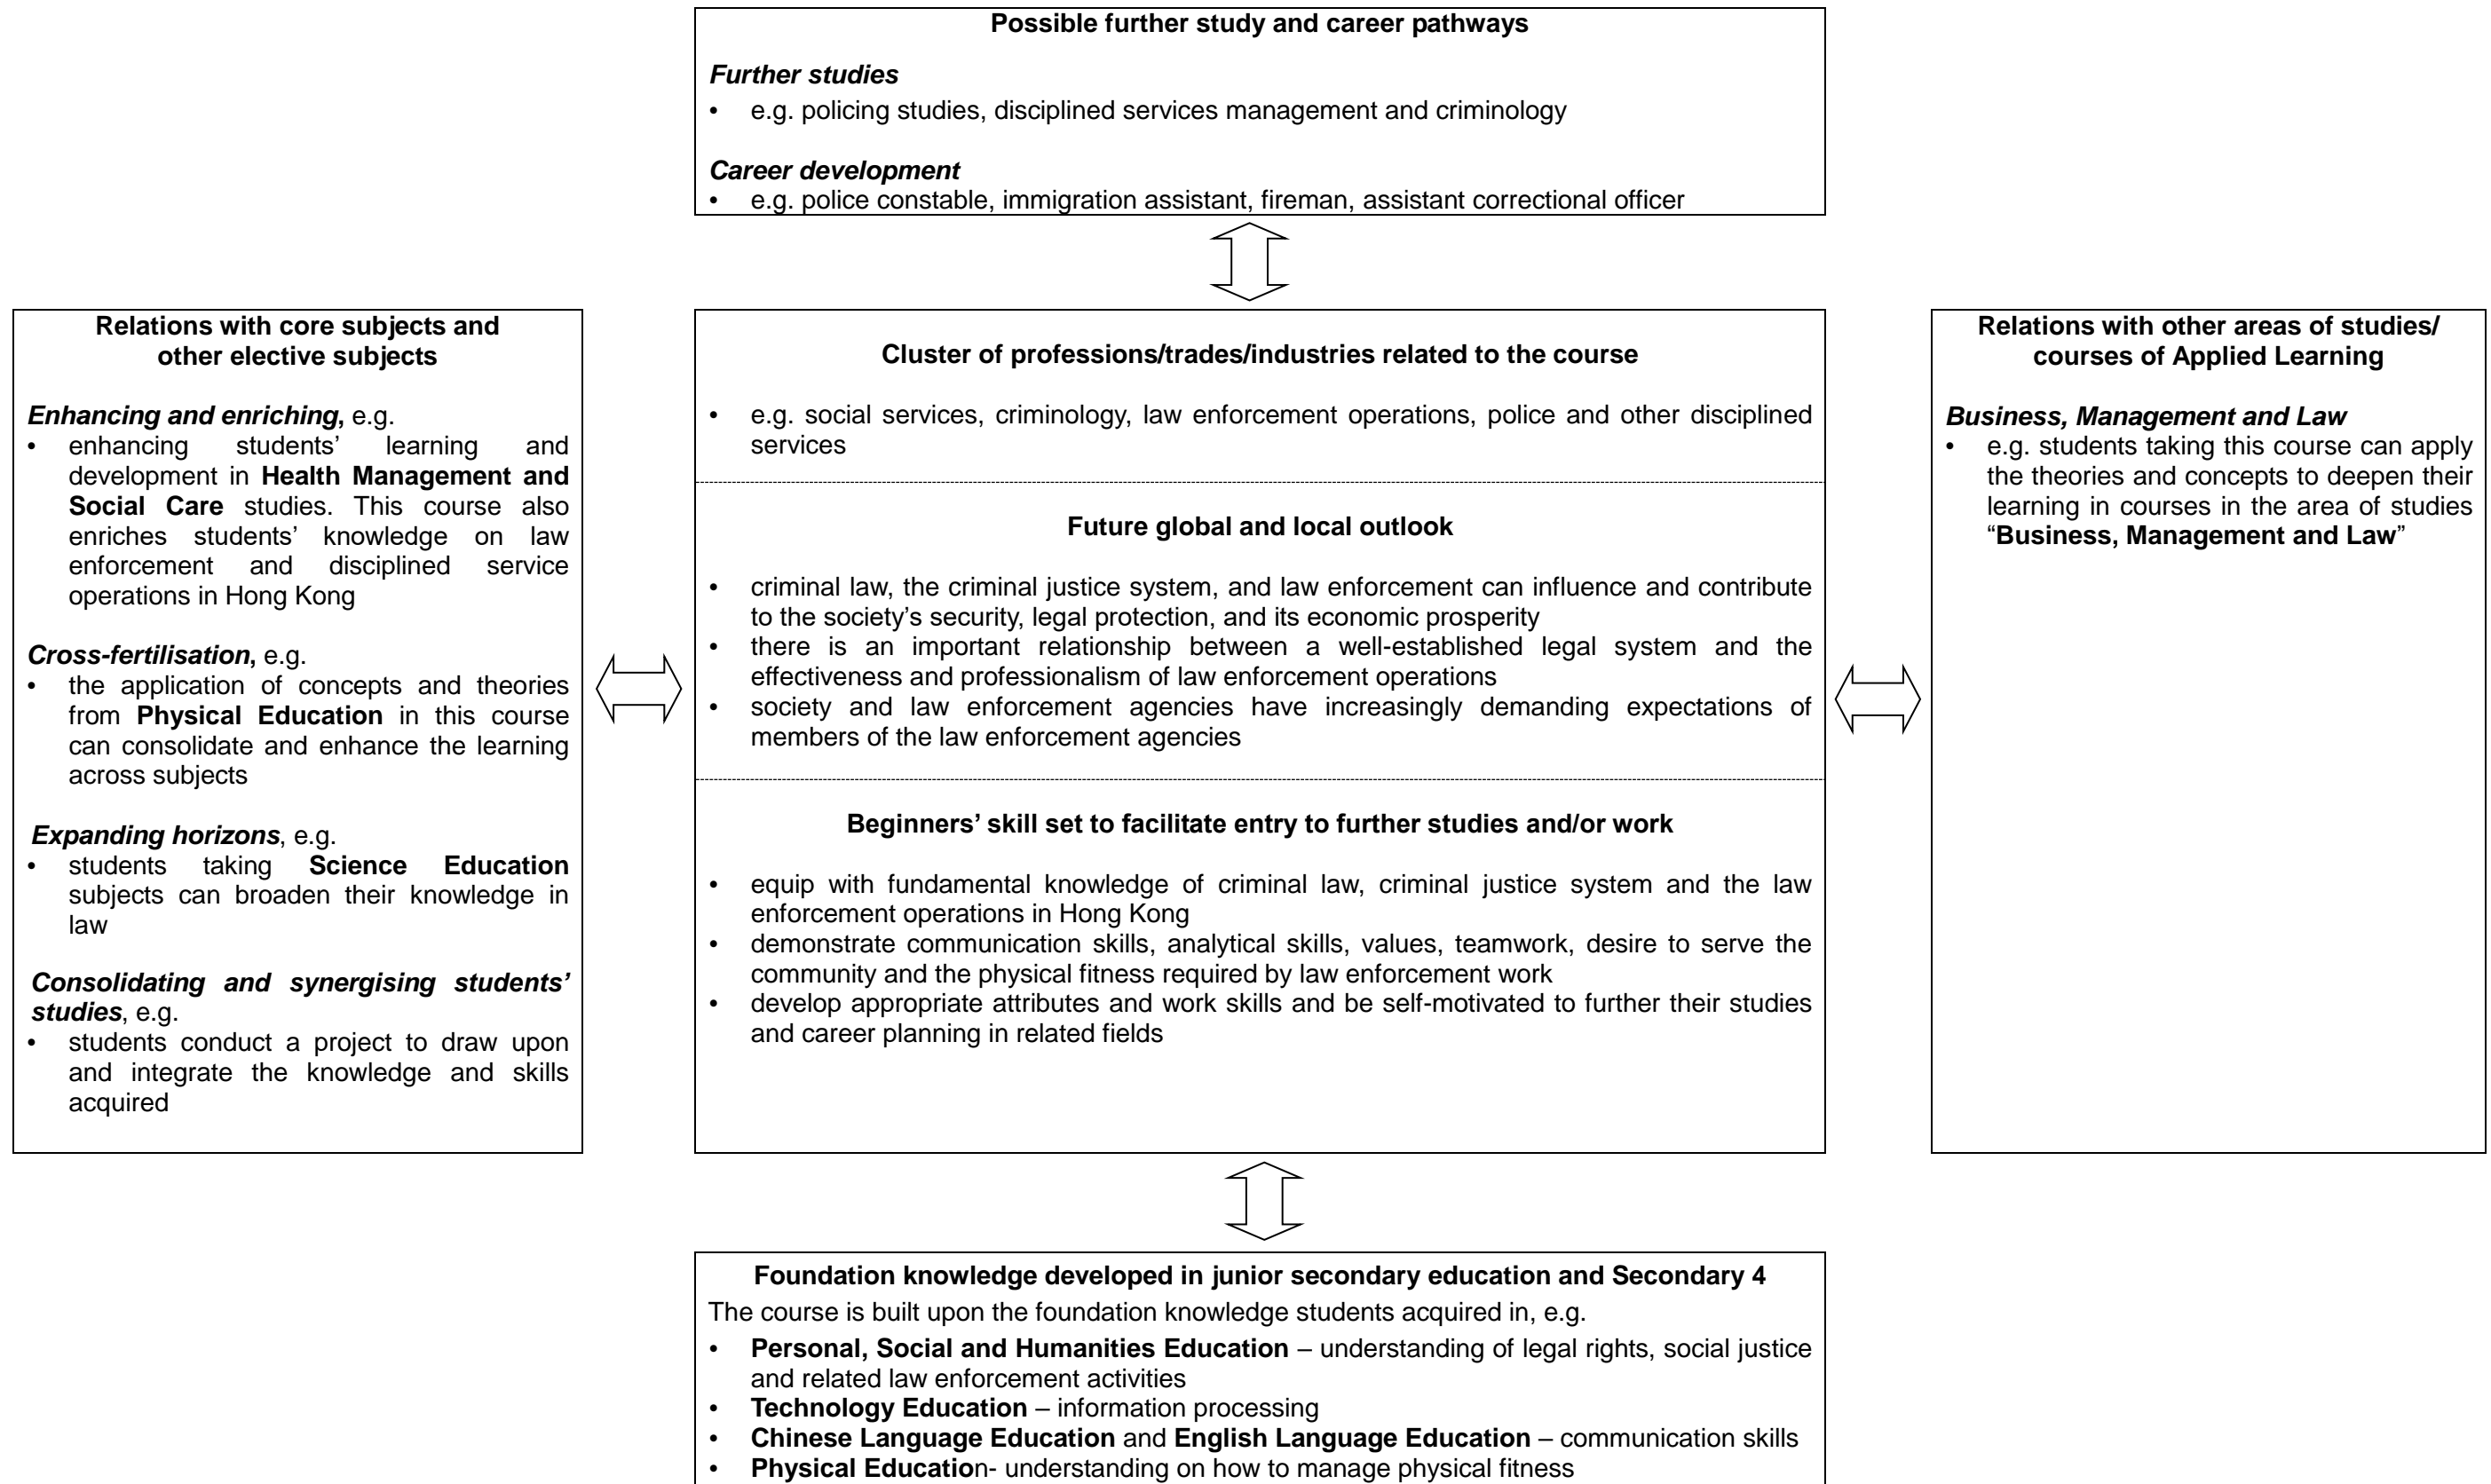 Possible further study and career pathways
Further studies
• e.g. policing studies, disciplined services management and criminology
Career development
• e.g. police constable, immigration assistant, fireman, assistant correctional officer
Relations with core subjects and
other elective subjects
Enhancing and enriching, e.g.
• enhancing students’ learning and
development in Health Management and
Social Care studies. This course also
enriches students’ knowledge on law
enforcement and disciplined service
operations in Hong Kong
Cross-fertilisation, e.g.
• the application of concepts and theories
from Physical Education in this course
can consolidate and enhance the learning
across subjects
Expanding horizons, e.g.
• students taking Science Education
subjects can broaden their knowledge in
law
Consolidating and synergising students’
studies, e.g.
• students conduct a project to draw upon
and integrate the knowledge and skills
acquired
Cluster of professions/trades/industries related to the course
• e.g. social services, criminology, law enforcement operations, police and other disciplined
services
Future global and local outlook
• criminal law, the criminal justice system, and law enforcement can influence and contribute
to the society’s security, legal protection, and its economic prosperity
• there is an important relationship between a well-established legal system and the
effectiveness and professionalism of law enforcement operations
• society and law enforcement agencies have increasingly demanding expectations of
members of the law enforcement agencies
Beginners’ skill set to facilitate entry to further studies and/or work
• equip with fundamental knowledge of criminal law, criminal justice system and the law
enforcement operations in Hong Kong
• demonstrate communication skills, analytical skills, values, teamwork, desire to serve the
community and the physical fitness required by law enforcement work
• develop appropriate attributes and work skills and be self-motivated to further their studies
and career planning in related fields
Relations with other areas of studies/
courses of Applied Learning
Business, Management and Law
• e.g. students taking this course can apply
the theories and concepts to deepen their
learning in courses in the area of studies
“Business, Management and Law”
Foundation knowledge developed in junior secondary education and Secondary 4
The course is built upon the foundation knowledge students acquired in, e.g.
• Personal, Social and Humanities Education – understanding of legal rights, social justice
and related law enforcement activities
• Technology Education – information processing
• Chinese Language Education and English Language Education – communication skills
• Physical Education- understanding on how to manage physical fitness